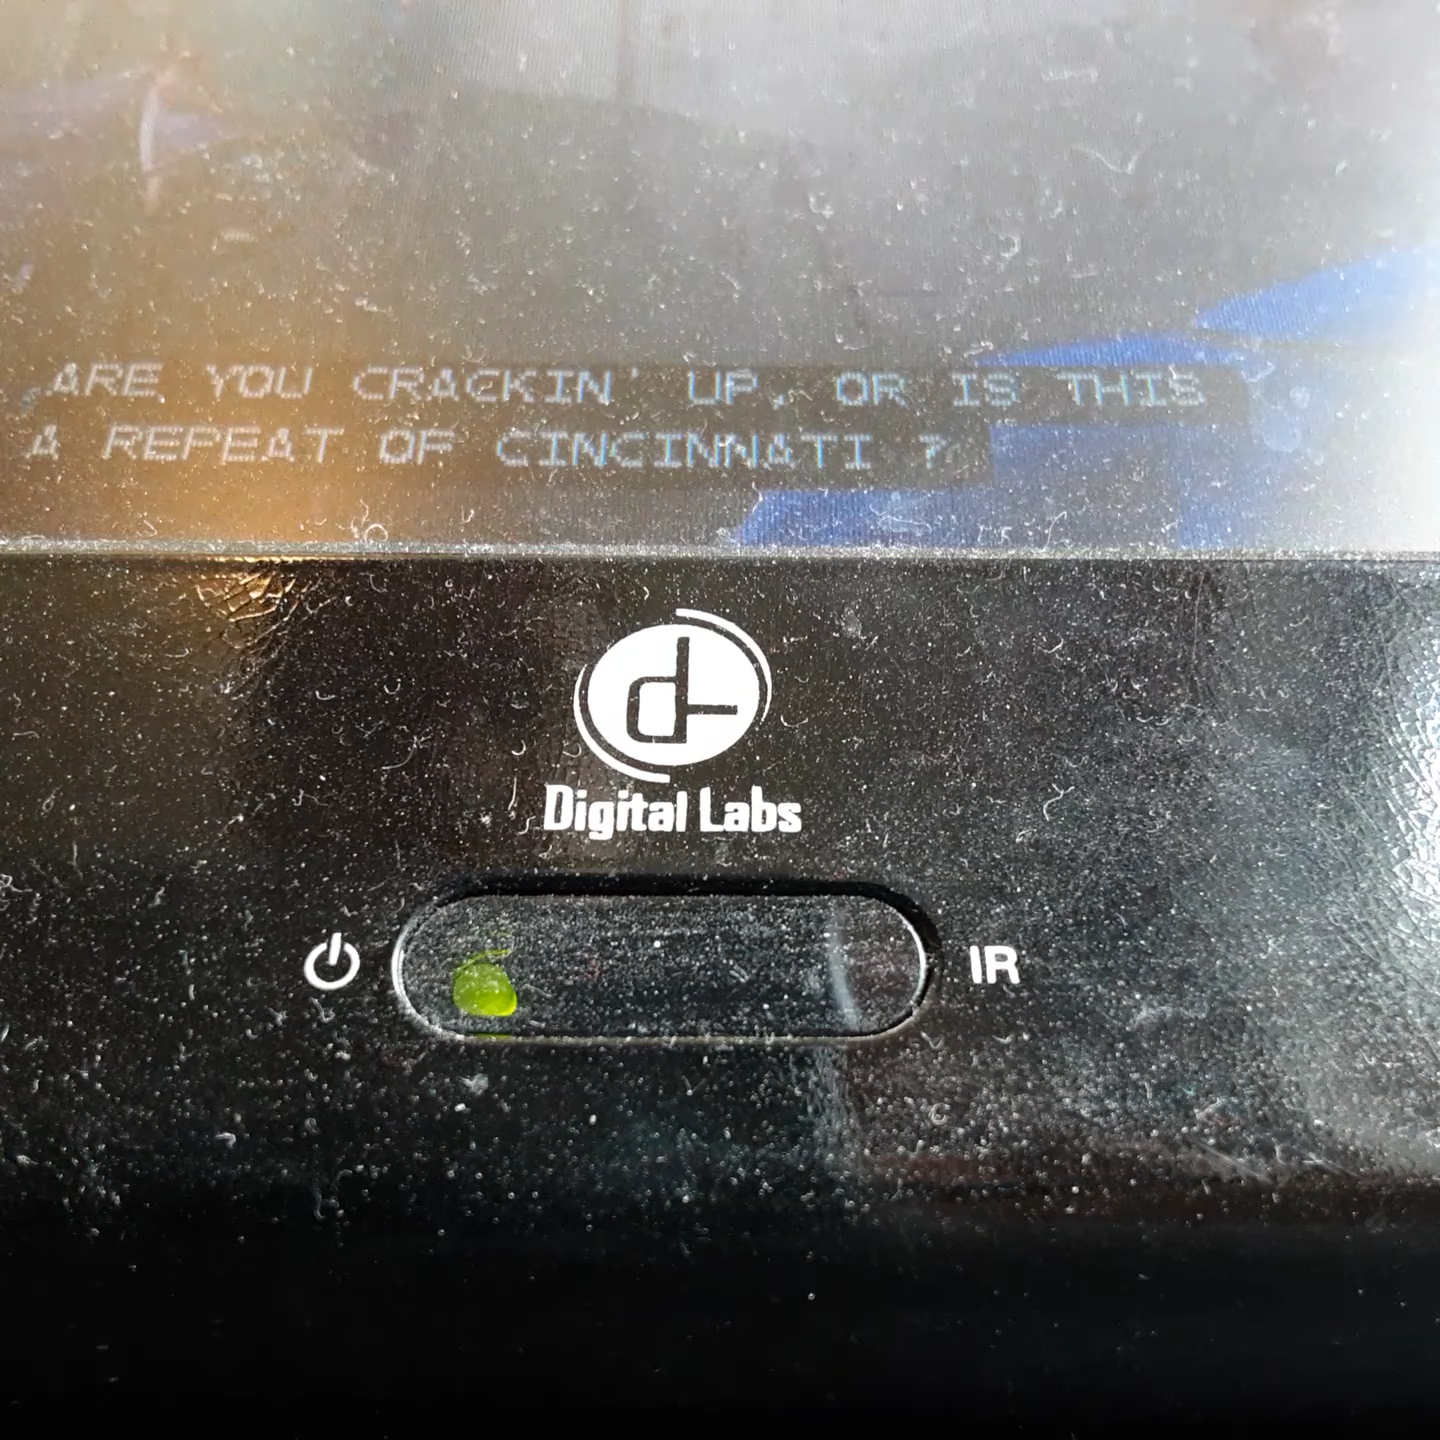 ARE YOU CRACKIN' UP, OR IS THIS
A REPEAT OF CINCINNATI ?
Digital Labs
IR